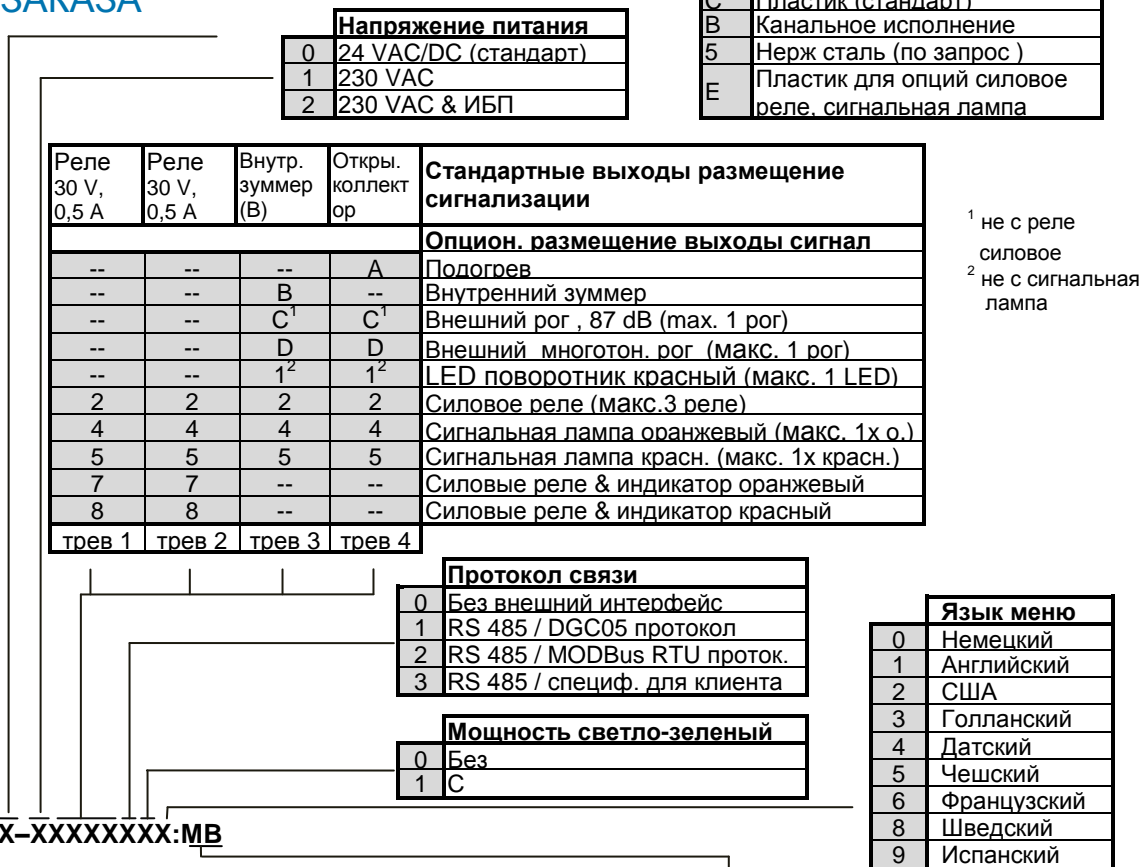 SARASA
Напряжение питания
0 24 VAC/DC (стандарт)
1 230 VAC
2 230 VAC & ИБП
C Пластик (стандарт)
B Канальное исполнение
5 Нерж сталь (по запрос )
E Пластик для опций силовое
реле, сигнальная лампа
Реле 30 V, 0,5 A Реле 30 V, 0,5 A Внутр. зуммер (B) Откры. коллект ор Стандартные выходы размещение сигнализации
Опцион. размещение выходы сигнал
-- -- -- A Подогрев
-- -- B -- Внутренний зуммер
-- -- C1 C1 Внешний рог , 87 dB (max. 1 рог)
-- -- D D Внешний многотон. рог (макс. 1 рог)
-- -- 12 12 LED поворотник красный (макс. 1 LED)
2 2 2 2 Силовое реле (макс.3 реле)
4 4 4 4 Сигнальная лампа оранжевый (макс. 1х о.)
5 5 5 5 Сигнальная лампа красн. (макс. 1х красн.)
7 7 -- -- Силовые реле & индикатор оранжевый
8 8 -- -- Силовые реле & индикатор красный
трев 1 трев 2 трев 3 трев 4
1 не с реле
силовое
2 не с сигнальная
лампа
Протокол связи
0 Без внешний интерфейс
1 RS 485 / DGC05 протокол
2 RS 485 / MODBus RTU проток.
3 RS 485 / специф. для клиента
Мощность светло-зеленый
0 Без
1 С
Язык меню
0 Немецкий
1 Английский
2 США
3 Голланский
4 Датский
5 Чешский
6 Французский
8 Шведский
9 Испанский
X–XXXXXXXX:MB